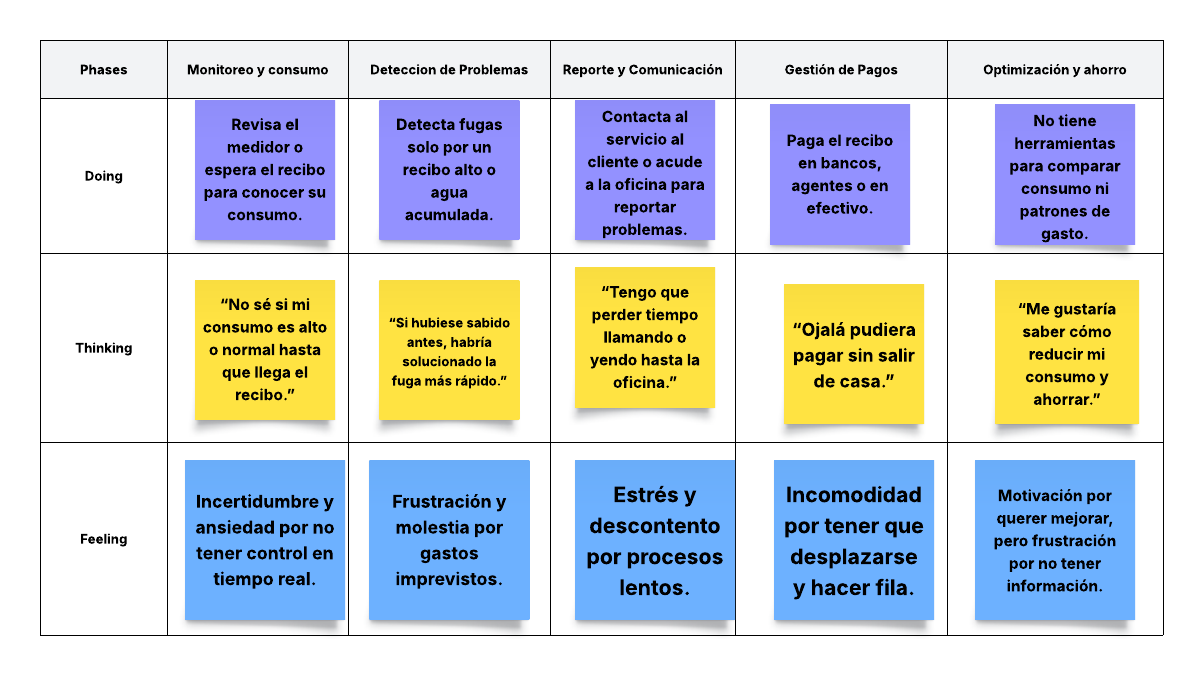 Phases
Monitoreo y consumo
Deteccion de Problemas
Reporte y Comunicación
Gestión de Pagos
Optimización y ahorro
Doing
Revisa el
medidor o
espera el recibo
para conocer su
consumo.
Detecta fugas
solo por un
recibo alto o
agua
acumulada.
Contacta al
servicio al
cliente o acude
a la oficina para
reportar
problemas.
Paga el recibo
en bancos,
agentes o en
efectivo.
No tiene
herramientas
para comparar
consumo ni
patrones de
gasto.
Thinking
“No sé si mi
consumo es alto
o normal hasta
que llega el
recibo.”
“Si hubiese sabido
antes, habría
solucionado la
fuga más rápido.”
“Tengo que
perder tiempo
llamando o
yendo hasta la
oficina.”
“Ojalá pudiera
pagar sin salir
de casa.”
“Me gustaría
saber cómo
reducir mi
consumo y
ahorrar.”
Feeling
Incertidumbre y
ansiedad por no
tener control en
tiempo real.
Frustración y
molestia por
gastos
imprevistos.
Estrés y
descontento
por procesos
lentos.
Incomodidad
por tener que
desplazarse
y hacer fila.
Motivación por
querer mejorar,
pero frustración
por no tener
información.